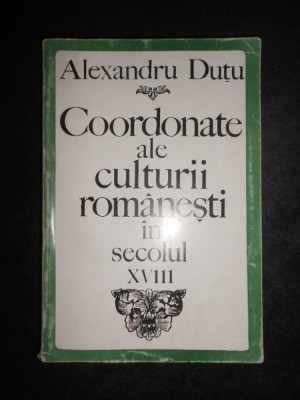 Alexandru Duțu
Coordonate
ale
culturii
românești
în
secolul
XVIII